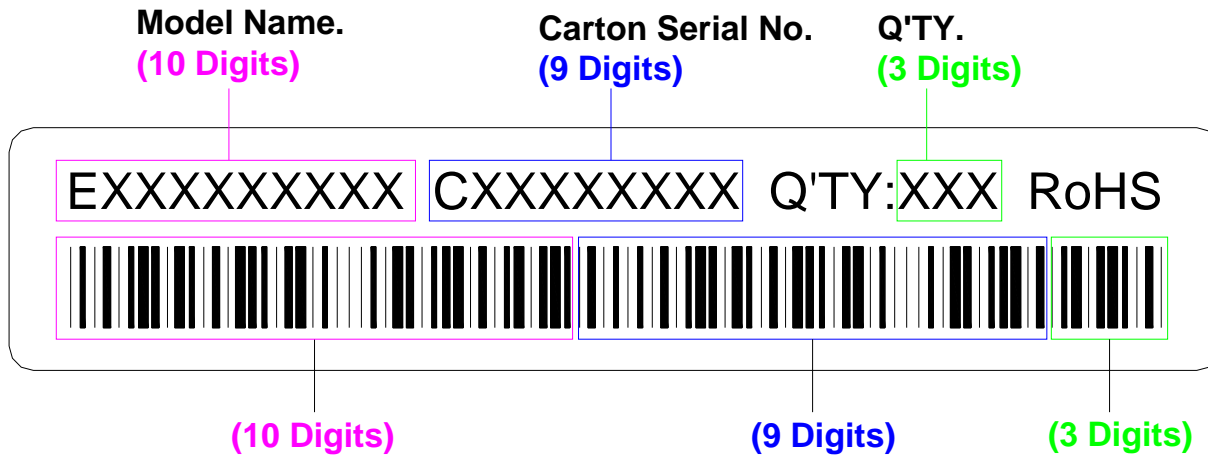 Model Name. Carton Serial No. Q'TY.
(10 Digits) (9 Digits) (3 Digits)
EXXXXXXXXX CXXXXXXXX Q'TY:XXX RoHS
(10 Digits) (9 Digits) (3 Digits)